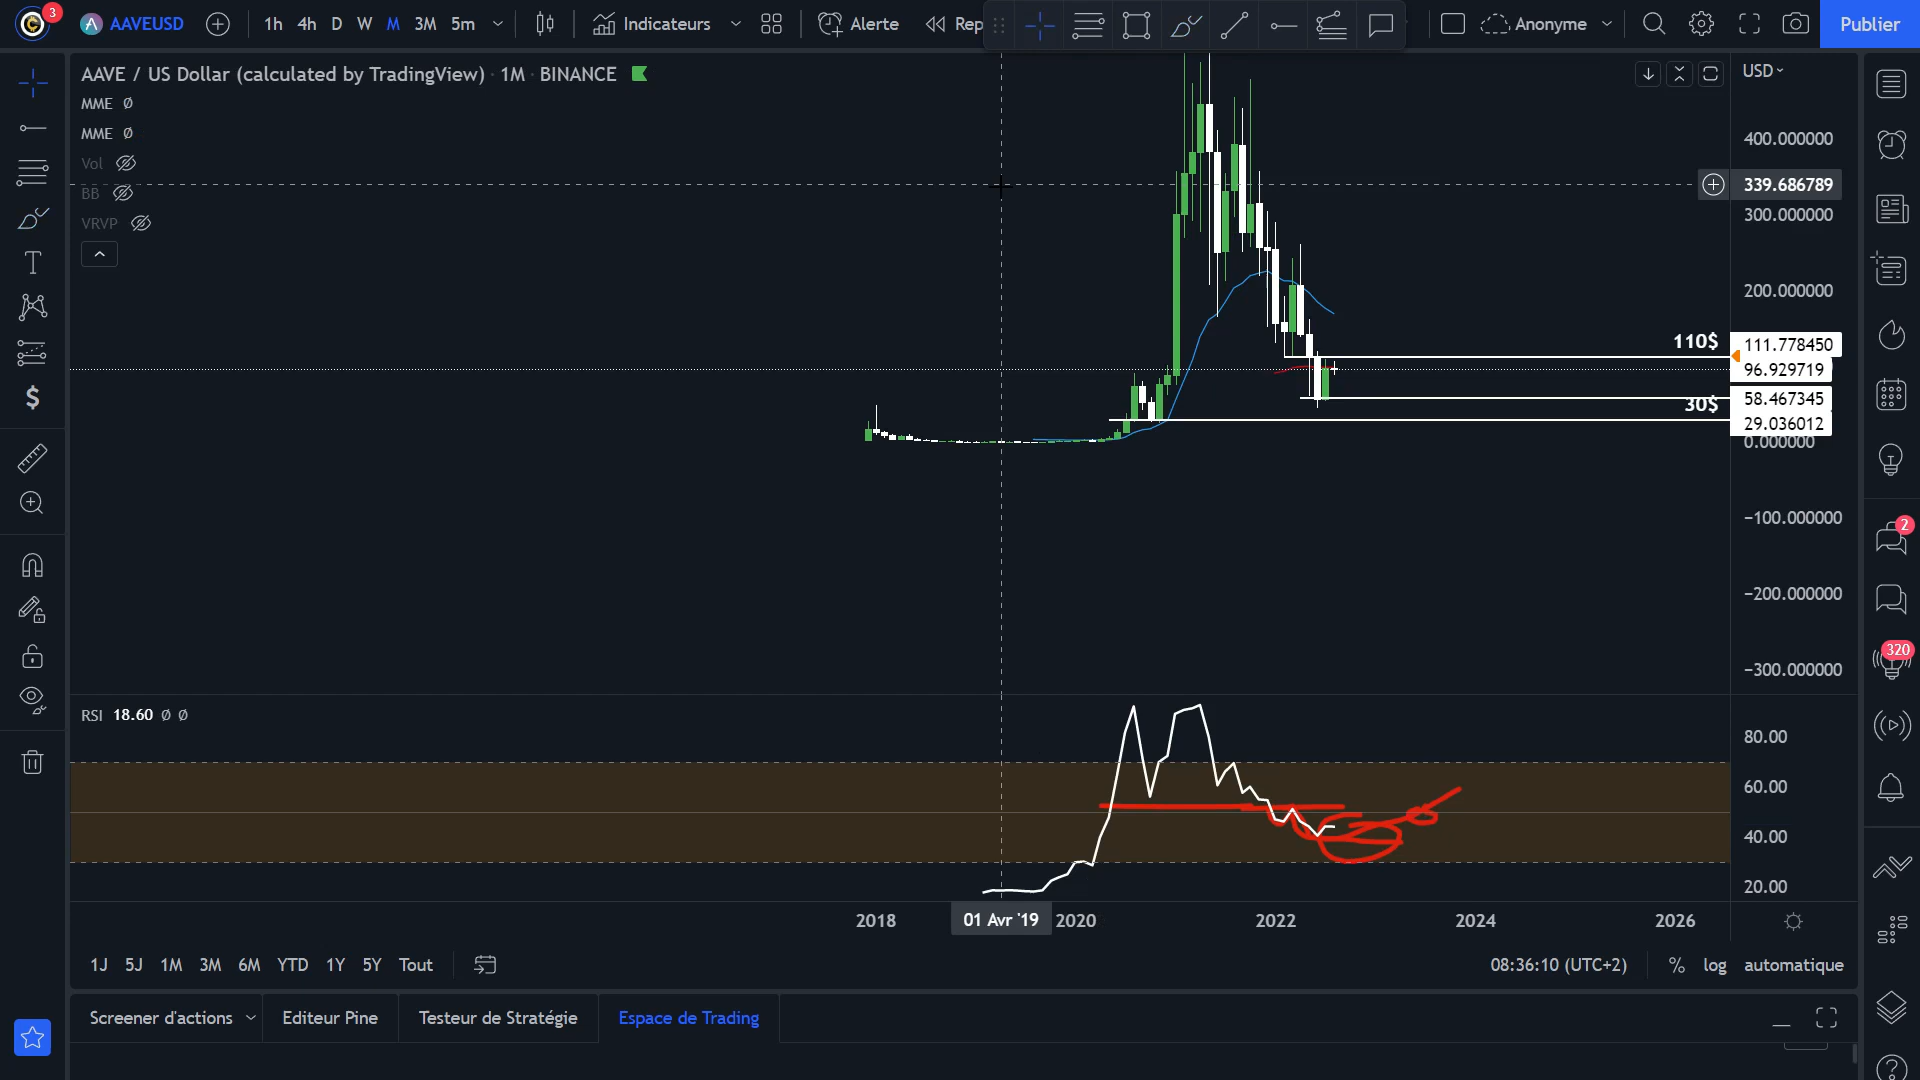 3
AAVEUSD
1h 4h D W M 3M 5m
Indicateurs
Alerte
Rep
Anonyme
Publier
AAVE / US Dollar (calculated by TradingView) · 1M · BINANCE
USD
MME Ø
MME Ø
Vol
BB
VRVP
400.000000
339.686789
300.000000
200.000000
110$
111.778450
96.929719
58.467345
30$
29.036012
0.000000
−100.000000
−200.000000
−300.000000
2
320
RSI 18.60 Ø Ø
80.00
60.00
40.00
20.00
2018
01 Avr '19
2020
2022
2024
2026
1J 5J 1M 3M 6M YTD 1Y 5Y Tout
08:36:10 (UTC+2)
% log automatique
Screener d'actions
Editeur Pine
Testeur de Stratégie
Espace de Trading